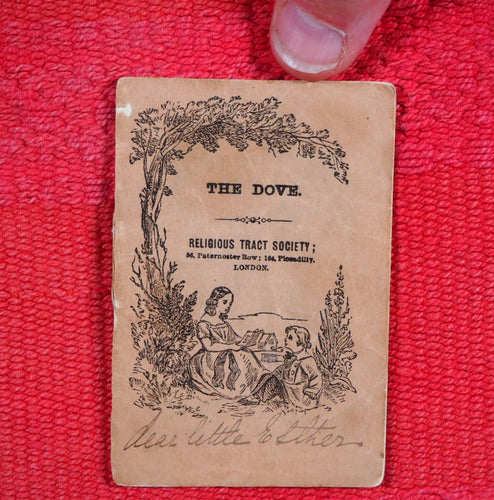 THE DOVE.
RELIGIOUS TRACT SOCIETY;
56, Paternoster Row; 164, Piccadilly,
LONDON.
dear little Esther